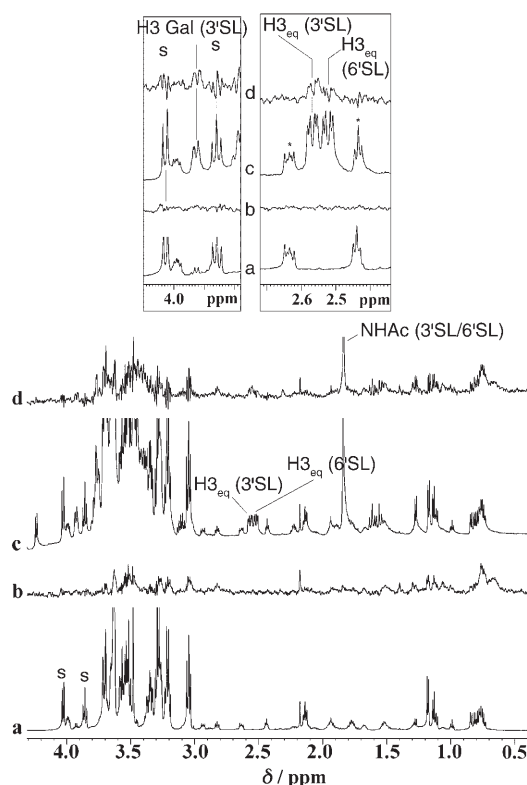 H3 Gal (3'SL)
s s
H3eq (3'SL)
H3eq
(6'SL)
d
* *
c
b
a
4.0 ppm
2.6 2.5 ppm
NHAc (3'SL/6'SL)
d
H3eq (6'SL)
H3eq (3'SL)
c
b
s s
a
4.0 3.5 3.0 2.5 2.0 1.5 1.0 0.5
δ / ppm